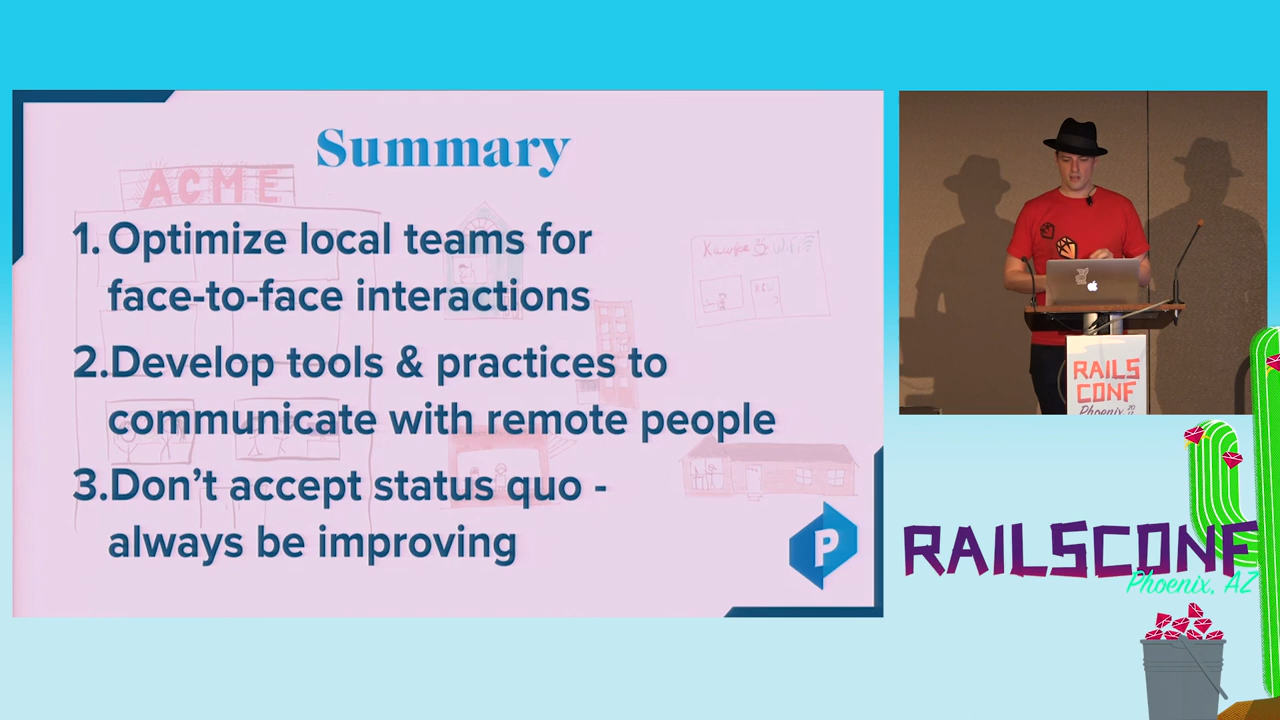 Summary
ACME
1. Optimize local teams for
face-to-face interactions
2. Develop tools & practices to
communicate with remote people
3. Don't accept status quo -
always be improving
P
RAILS
CONF
Phoenix
RAILSCONF
Phoenix, AZ